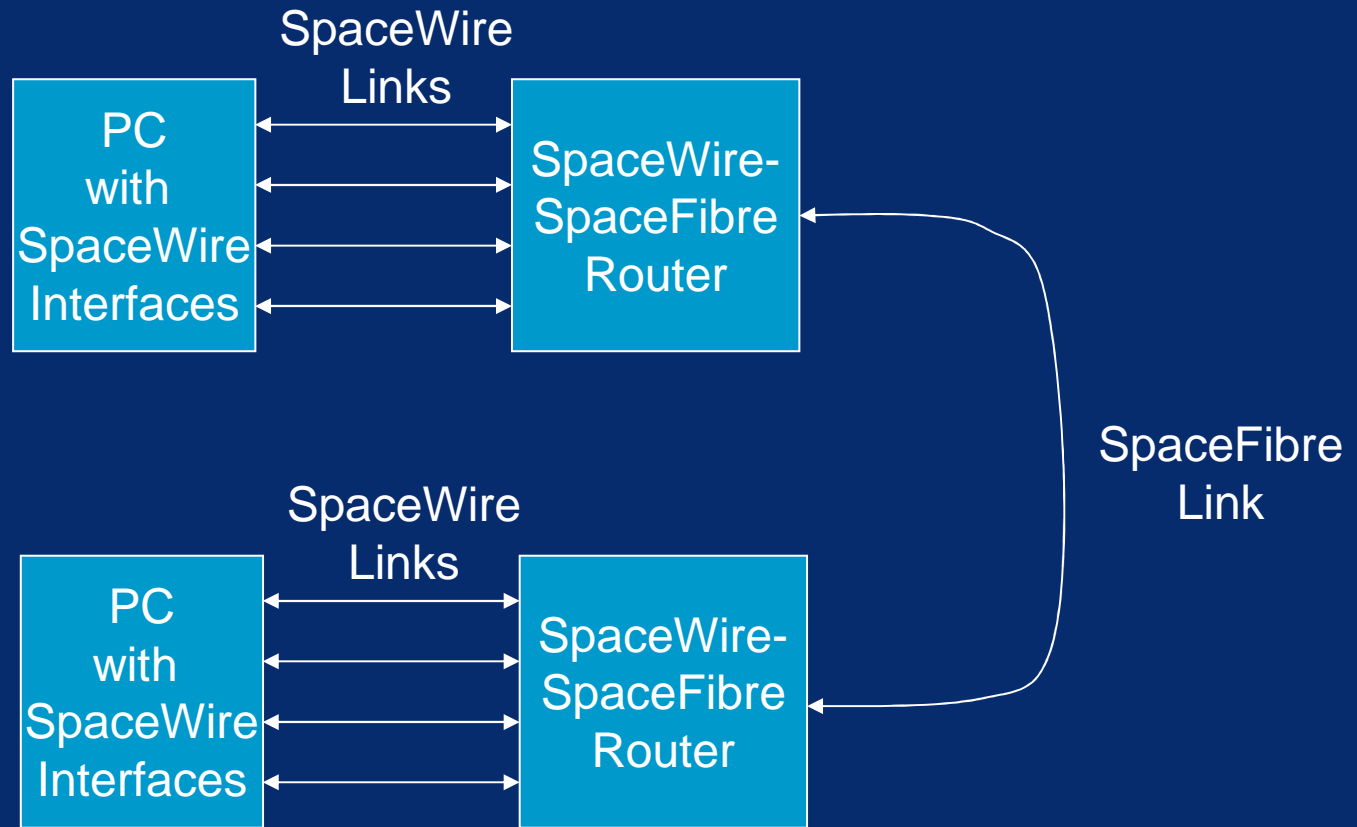 SpaceWire
Links
PC
with
SpaceWire
Interfaces
SpaceWire-
SpaceFibre
Router
SpaceFibre
Link
SpaceWire
Links
PC
with
SpaceWire
Interfaces
SpaceWire-
SpaceFibre
Router